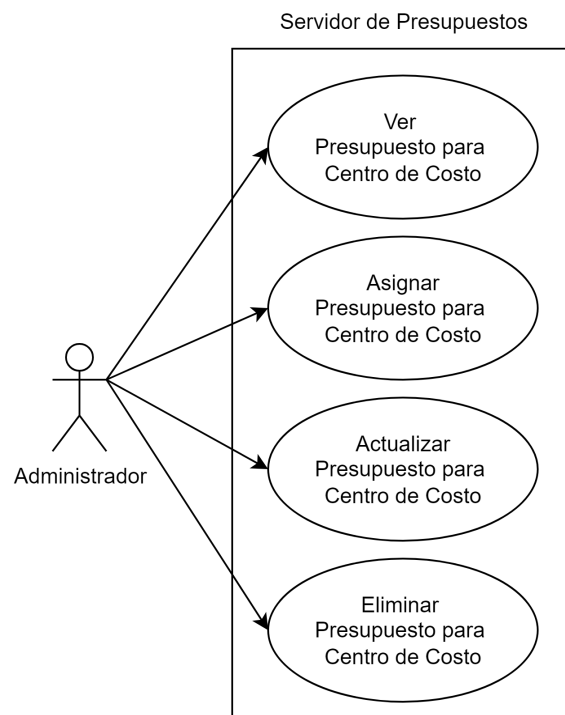 Servidor de Presupuestos
Ver
Presupuesto para
Centro de Costo
Asignar
Presupuesto para
Centro de Costo
Administrador
Actualizar
Presupuesto para
Centro de Costo
Eliminar
Presupuesto para
Centro de Costo